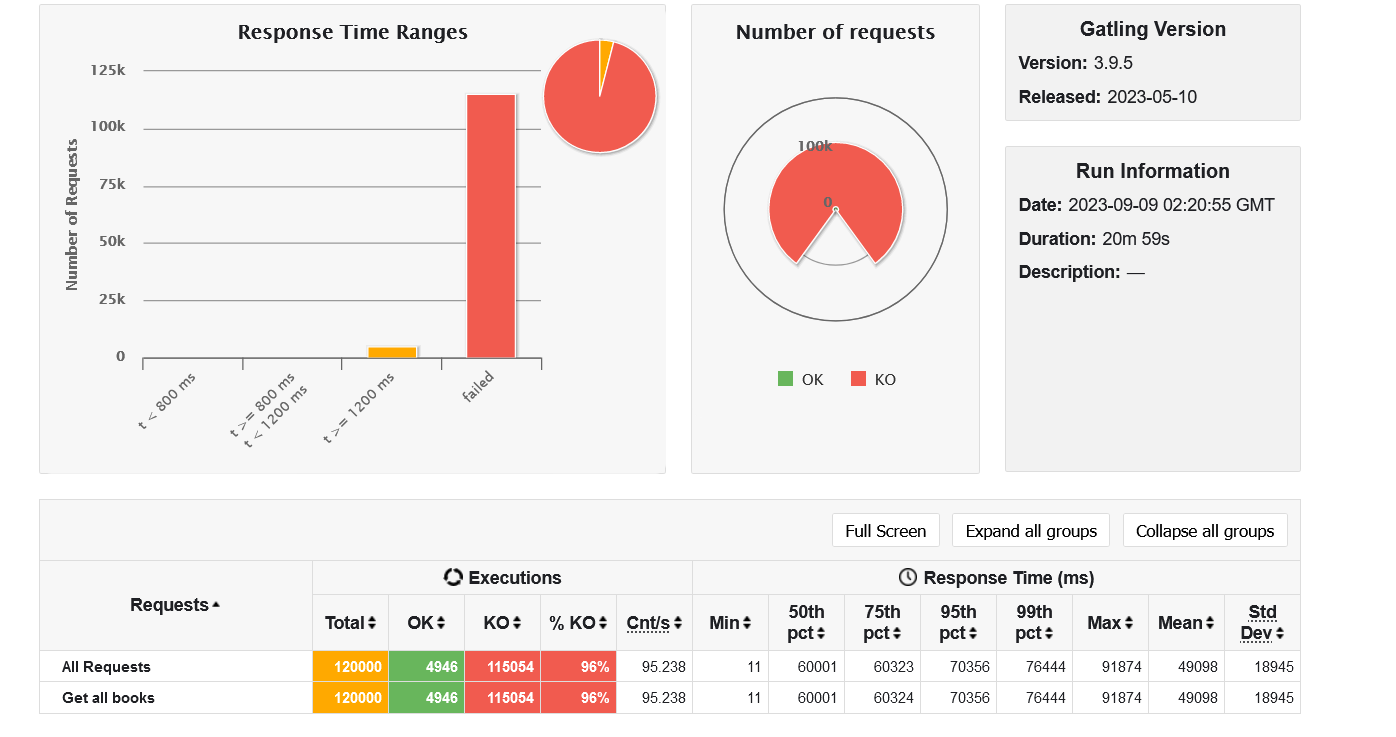 Response Time Ranges
125k
100k
75k
50k
25k
0
Number of Requests
t < 800 ms
t >= 800 ms
t < 1200 ms
t >= 1200 ms
failed
Number of requests
100k
0
OK
KO
Gatling Version
Version: 3.9.5
Released: 2023-05-10
Run Information
Date: 2023-09-09 02:20:55 GMT
Duration: 20m 59s
Description: —
Full Screen Expand all groups Collapse all groups
Requests
Executions
Response Time (ms)
Total OK KO % KO Cnt/s Min 50th pct 75th pct 95th pct 99th pct Max Mean Std Dev
All Requests 120000 4946 115054 96% 95.238 11 60001 60323 70356 76444 91874 49098 18945
Get all books 120000 4946 115054 96% 95.238 11 60001 60324 70356 76444 91874 49098 18945